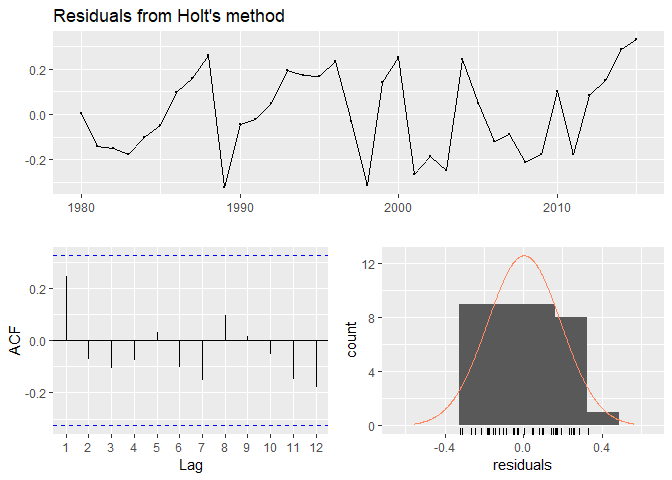 Residuals from Holt's method
0.2
0.0
-0.2
1980 1990 2000 2010
ACF
0.2
0.0
-0.2
1 2 3 4 5 6 7 8 9 10 11 12
Lag
count
12
8
4
0
-0.4 0.0 0.4
residuals